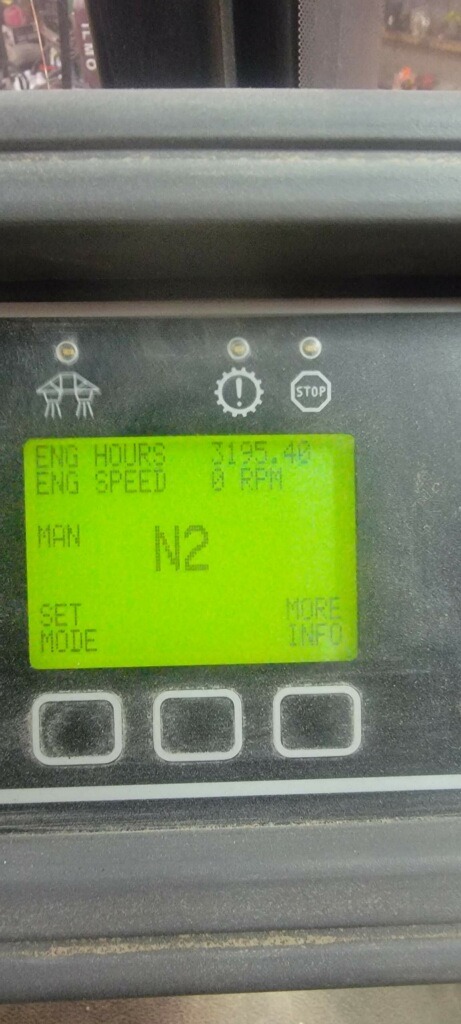 STOP
ENG HOURS 3195.40
ENG SPEED 0 RPM
MAN N2
SET MODE
MORE INFO